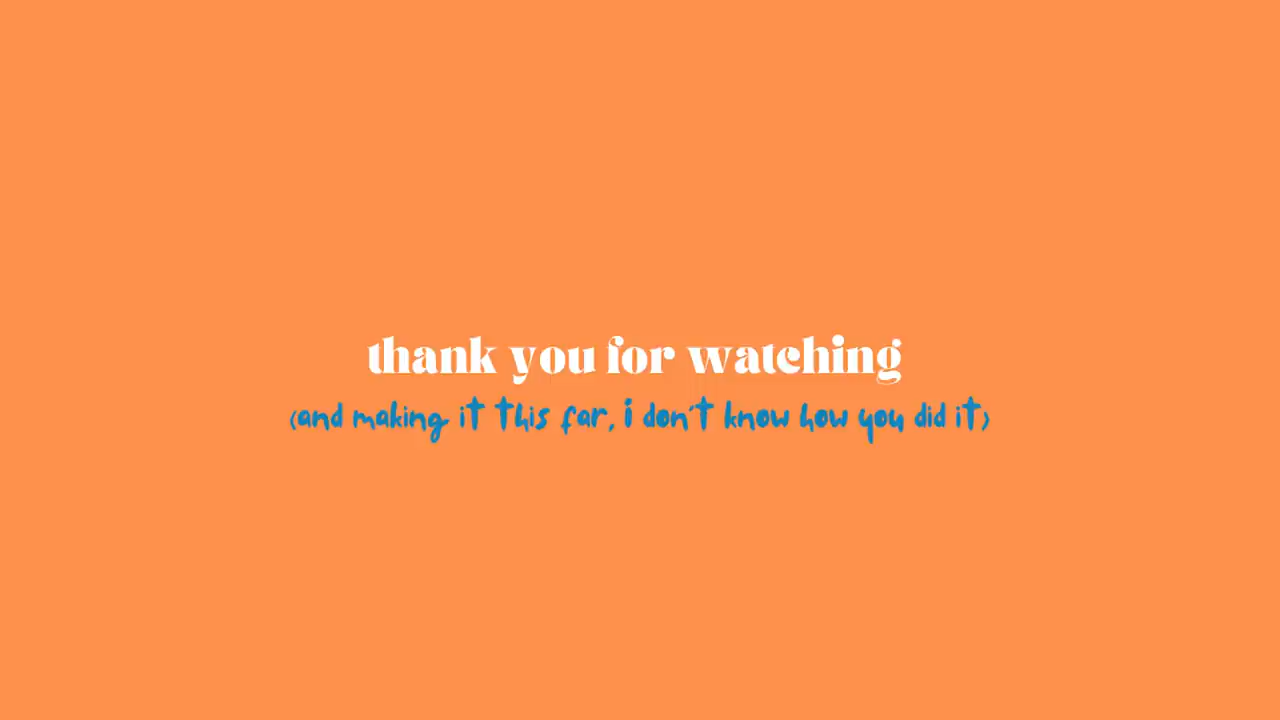 thank you for watching
(and making it this far, i don't know how you did it)